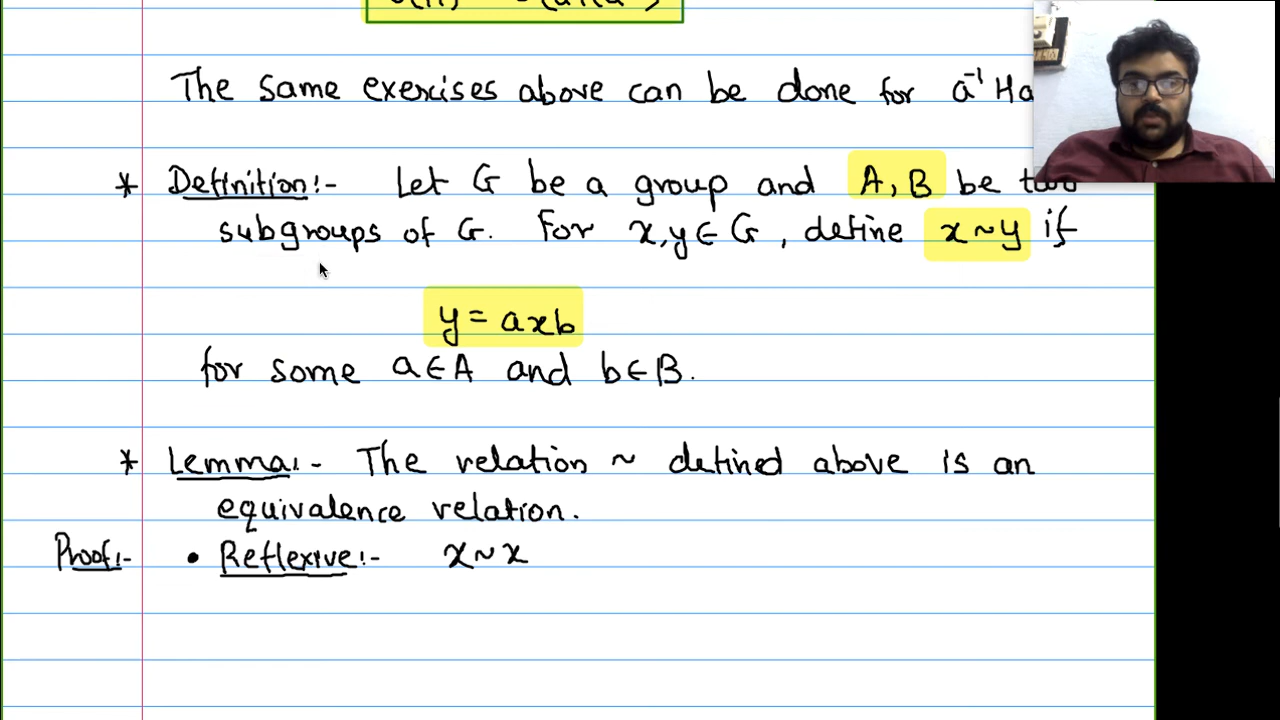 The same exercises above can be done for a⁻¹Ha
* Definition:- Let G be a group and A, B be two
subgroups of G. For x,y∈G, define x~y if
y = axb
for some a∈A and b∈B.
* Lemma:- The relation ~ defined above is an
equivalence relation.
Proof:- • Reflexive:- x~x